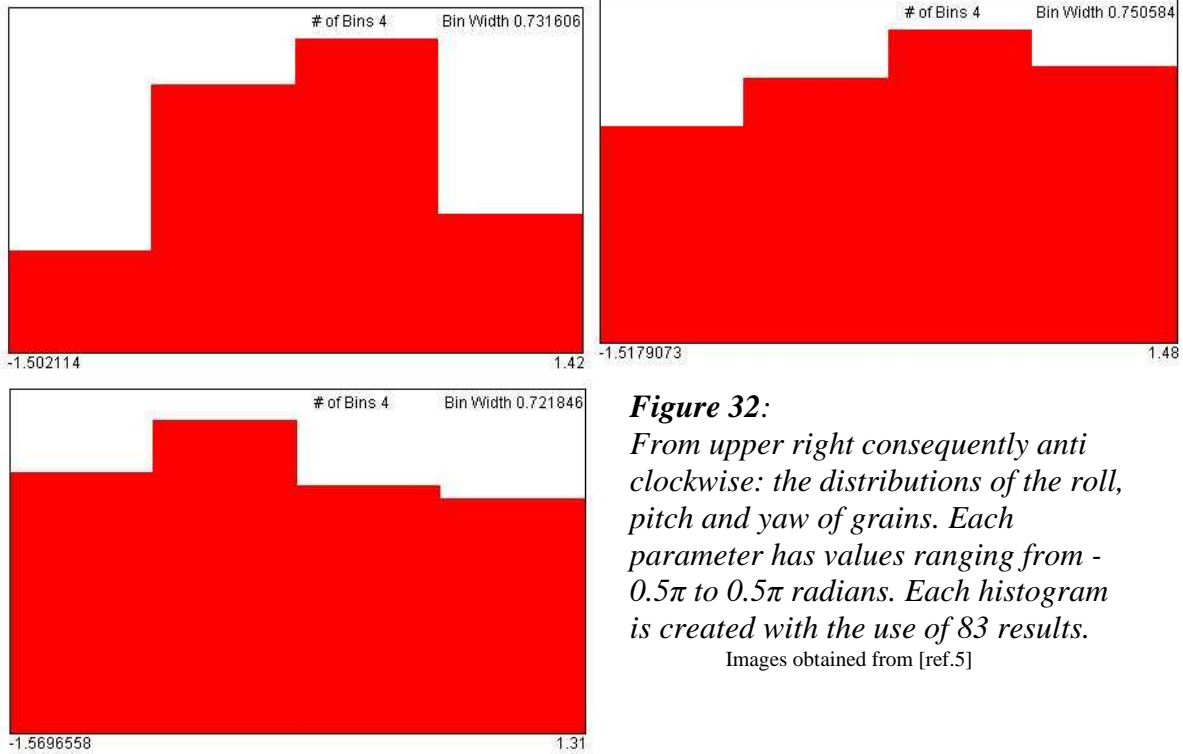 # of Bins 4 Bin Width 0.731606
-1.502114 1.42
# of Bins 4 Bin Width 0.750584
-1.5179073 1.48
# of Bins 4 Bin Width 0.721846
-1.5696558 1.31
Figure 32:
From upper right consequently anti
clockwise: the distributions of the roll,
pitch and yaw of grains. Each
parameter has values ranging from -
0.5π to 0.5π radians. Each histogram
is created with the use of 83 results.
Images obtained from [ref.5]